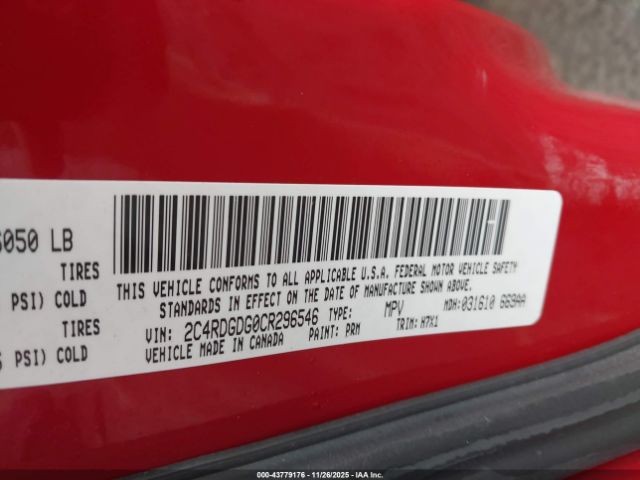 6050 LB
TIRES
PSI) COLD
TIRES
PSI) COLD
THIS VEHICLE CONFORMS TO ALL APPLICABLE U.S.A. FEDERAL MOTOR VEHICLE SAFETY
STANDARDS IN EFFECT ON THE DATE OF MANUFACTURE SHOWN ABOVE.
VIN: 2C4RDGDG0CR296546 TYPE: MPV MDH: 031610 669AA
VEHICLE MADE IN CANADA PAINT: PRM TRIM: H7X1
00-43779176 | 11/26/2025 | IAA Inc.